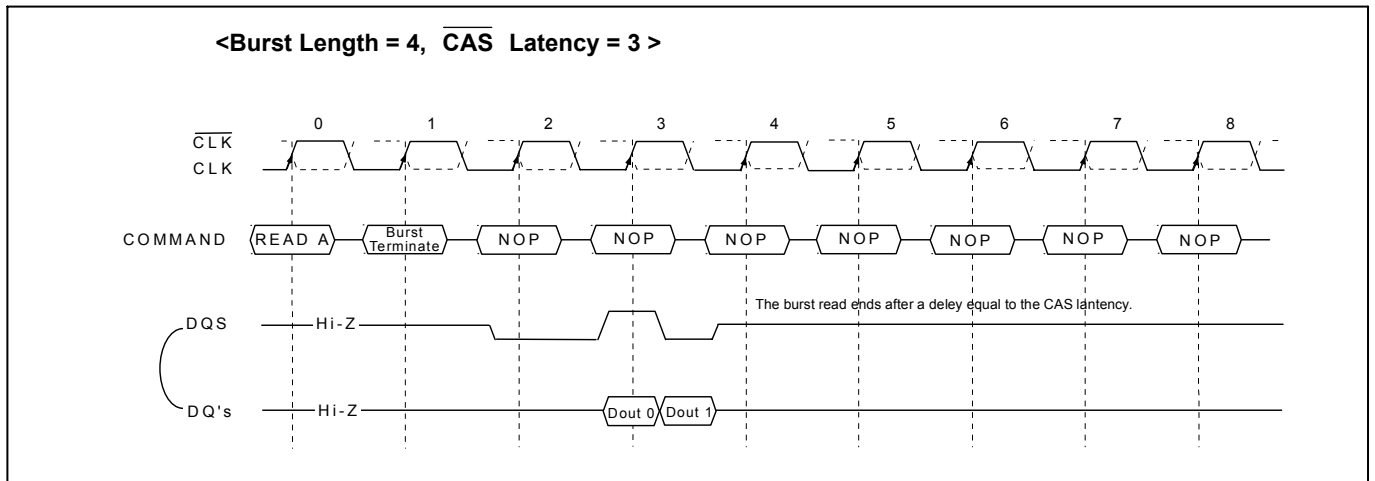 <Burst Length = 4, CAS Latency = 3 >
0 1 2 3 4 5 6 7 8
CLK
CLK
COMMAND READ A Burst Terminate NOP NOP NOP NOP NOP NOP NOP
The burst read ends after a deley equal to the CAS lantency.
DQS Hi-Z
DQ's Hi-Z Dout 0 Dout 1